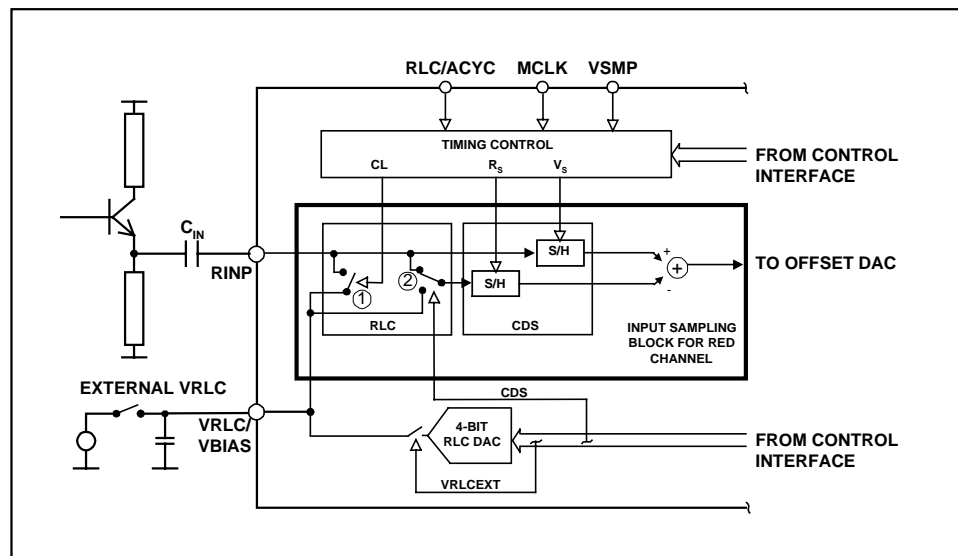 RLC/ACYC MCLK VSMP
TIMING CONTROL
CL RS VS
FROM CONTROL
INTERFACE
CIN
RINP
S/H
S/H
+
+
-
TO OFFSET DAC
1
2
RLC
CDS
INPUT SAMPLING
BLOCK FOR RED
CHANNEL
EXTERNAL VRLC
VRLC/
VBIAS
CDS
4-BIT
RLC DAC
VRLCEXT
FROM CONTROL
INTERFACE